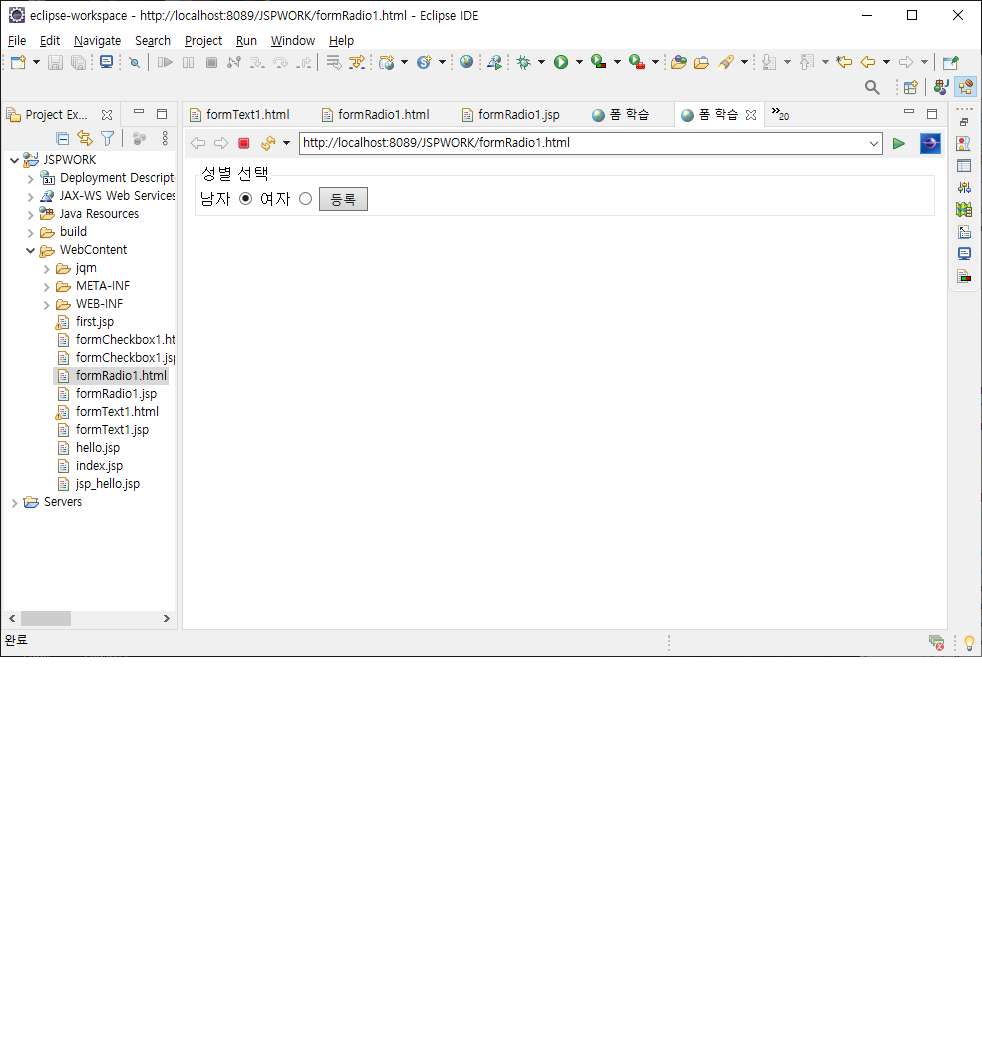 eclipse-workspace - http://localhost:8089/JSPWORK/formRadio1.html - Eclipse IDE
File Edit Navigate Search Project Run Window Help
Project Ex...
formText1.html formRadio1.html formRadio1.jsp 폼 학습 폼 학습 »20
http://localhost:8089/JSPWORK/formRadio1.html
JSPWORK
Deployment Descript
JAX-WS Web Services
Java Resources
build
WebContent
jqm
META-INF
WEB-INF
first.jsp
formCheckbox1.ht
formCheckbox1.jsp
formRadio1.html
formRadio1.jsp
formText1.html
formText1.jsp
hello.jsp
index.jsp
jsp_hello.jsp
Servers
성별 선택
남자 여자 등록
완료